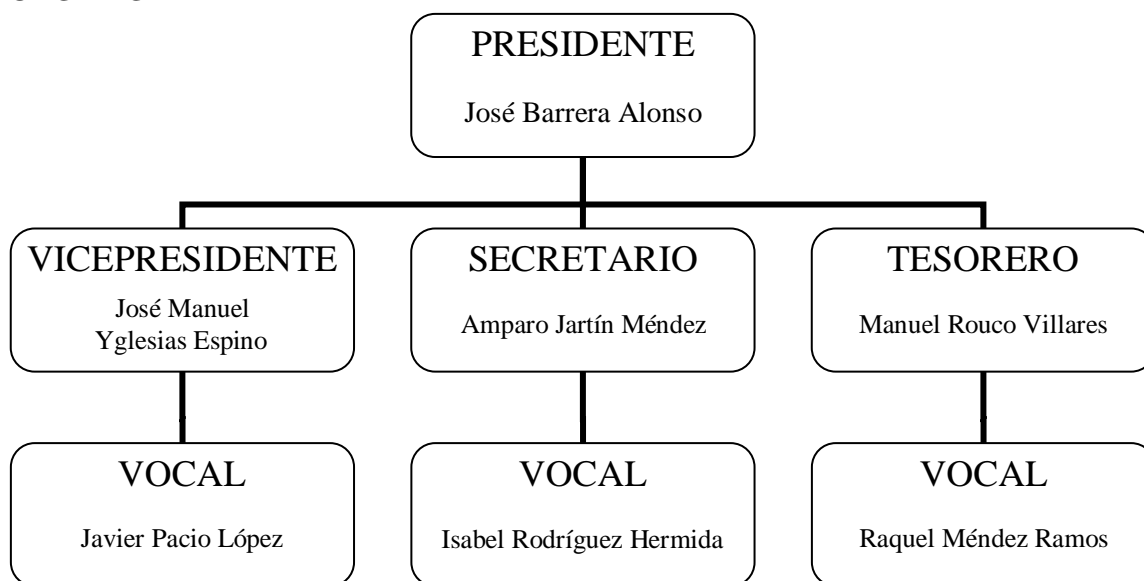 PRESIDENTE
José Barrera Alonso
VICEPRESIDENTE
José Manuel
Yglesias Espino
SECRETARIO
Amparo Jartín Méndez
TESORERO
Manuel Rouco Villares
VOCAL
Javier Pacio López
VOCAL
Isabel Rodríguez Hermida
VOCAL
Raquel Méndez Ramos